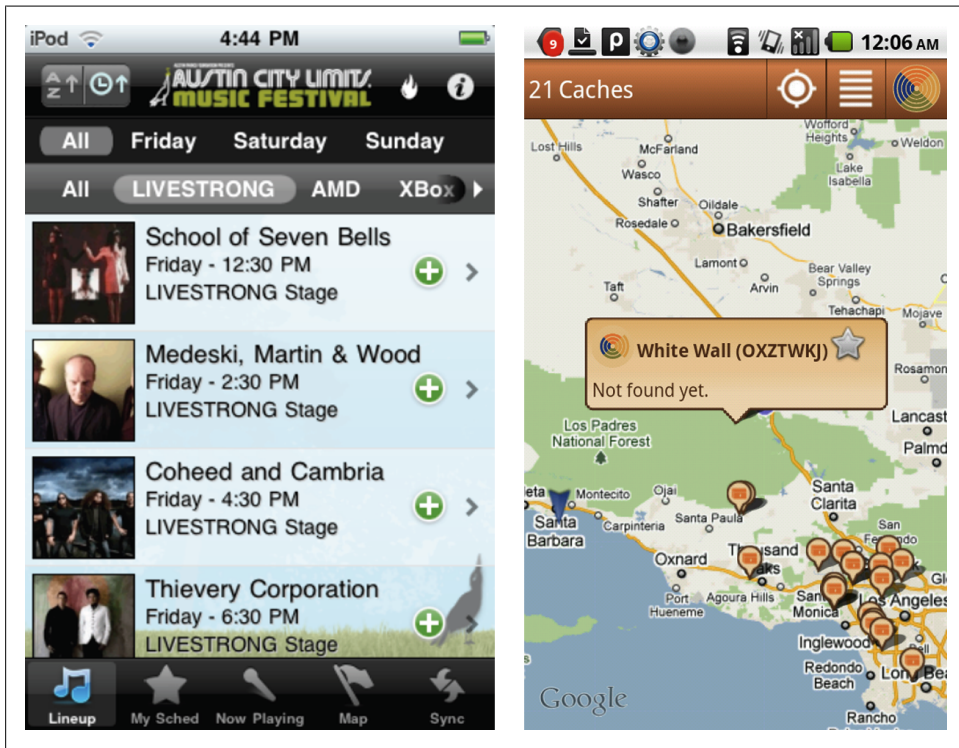 iPod 4:44 PM
A Z
AUSTIN CITY LIMITS
MUSIC FESTIVAL
All Friday Saturday Sunday
All LIVESTRONG AMD XBox
School of Seven Bells
Friday - 12:30 PM
LIVESTRONG Stage
Medeski, Martin & Wood
Friday - 2:30 PM
LIVESTRONG Stage
Coheed and Cambria
Friday - 4:30 PM
LIVESTRONG Stage
Thievery Corporation
Friday - 6:30 PM
LIVESTRONG Stage
Lineup My Sched Now Playing Map Sync
9 p 12:06 AM
21 Caches
Wofford
Heights
Weldon
Lost Hills
McFarland
Lake
Isabella
Wasco
Shafter
Oildale
Rosedale
Bakersfield
Lamont
Bear Valley
Springs
Taft
Arvin
Tehachapi
Mojave
White Wall (OXZTWKJ)
Not found yet.
Rosamon
Lancast
Palmd
Los Padres
National Forest
leta
Montecito
Ojai
Santa
Clarita
Santa
Barbara
Carpinteria
Santa Paula
San
Oxnard
Port
Hueneme
Agoura Hills
Monica
Los Angeles
Inglewood
Redondo
Beach
Rancho
Google